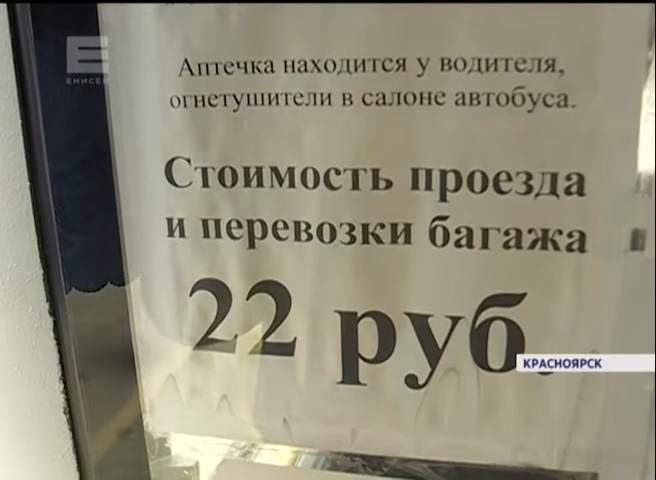 ЕНИСЕЙ
Аптечка находится у водителя,
огнетушители в салоне автобуса.
Стоимость проезда
и перевозки багажа
22 руб.
КРАСНОЯРСК